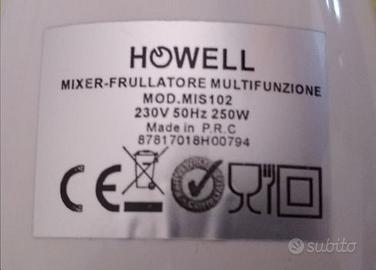 HOWELL
MIXER-FRULLATORE MULTIFUNZIONE
MOD.MIS102
230V 50Hz 250W
Made in P.R.C
87817018H00794
CE
subito